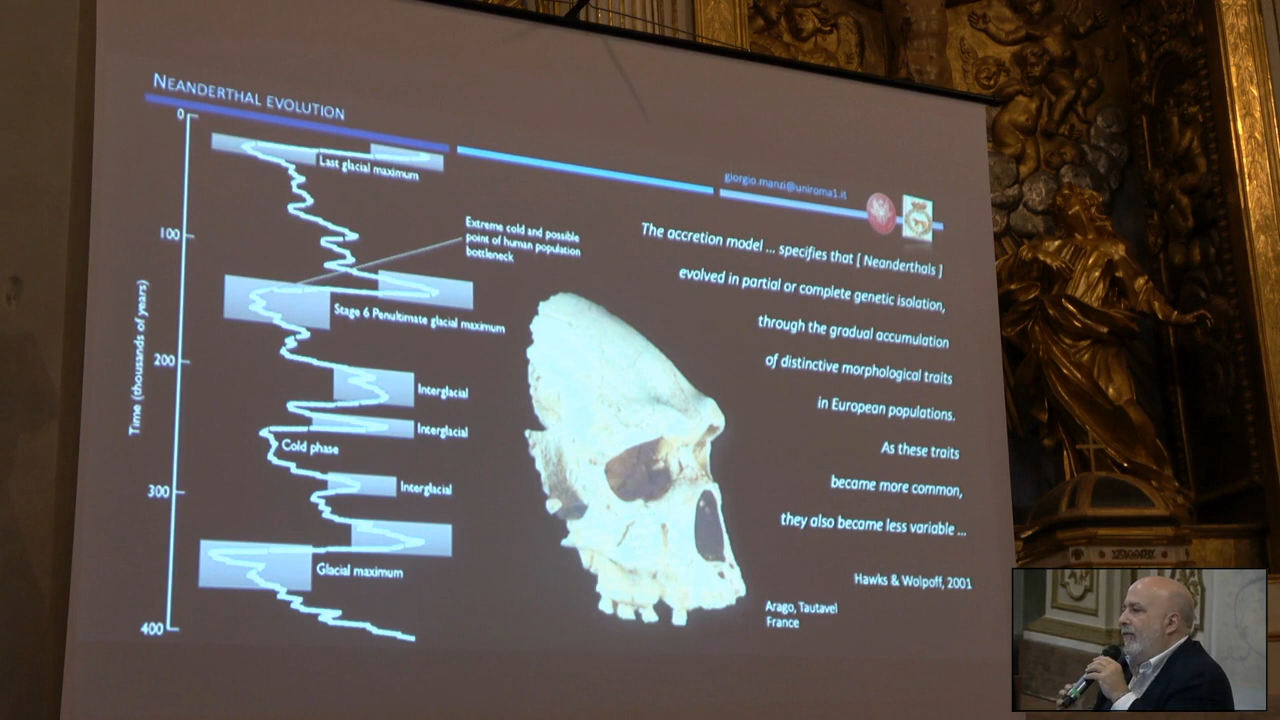 NEANDERTHAL EVOLUTION
giorgio.manzi@uniroma1.it
0
100
200
300
400
Time (thousands of years)
Last glacial maximum
Extreme cold and possible
point of human population
bottleneck
Stage 6 Penultimate glacial maximum
Interglacial
Interglacial
Cold phase
Interglacial
Glacial maximum
The accretion model ... specifies that [ Neanderthals ]
evolved in partial or complete genetic isolation,
through the gradual accumulation
of distinctive morphological traits
in European populations.
As these traits
became more common,
they also became less variable ...
Hawks & Wolpoff, 2001
Arago, Tautavel
France